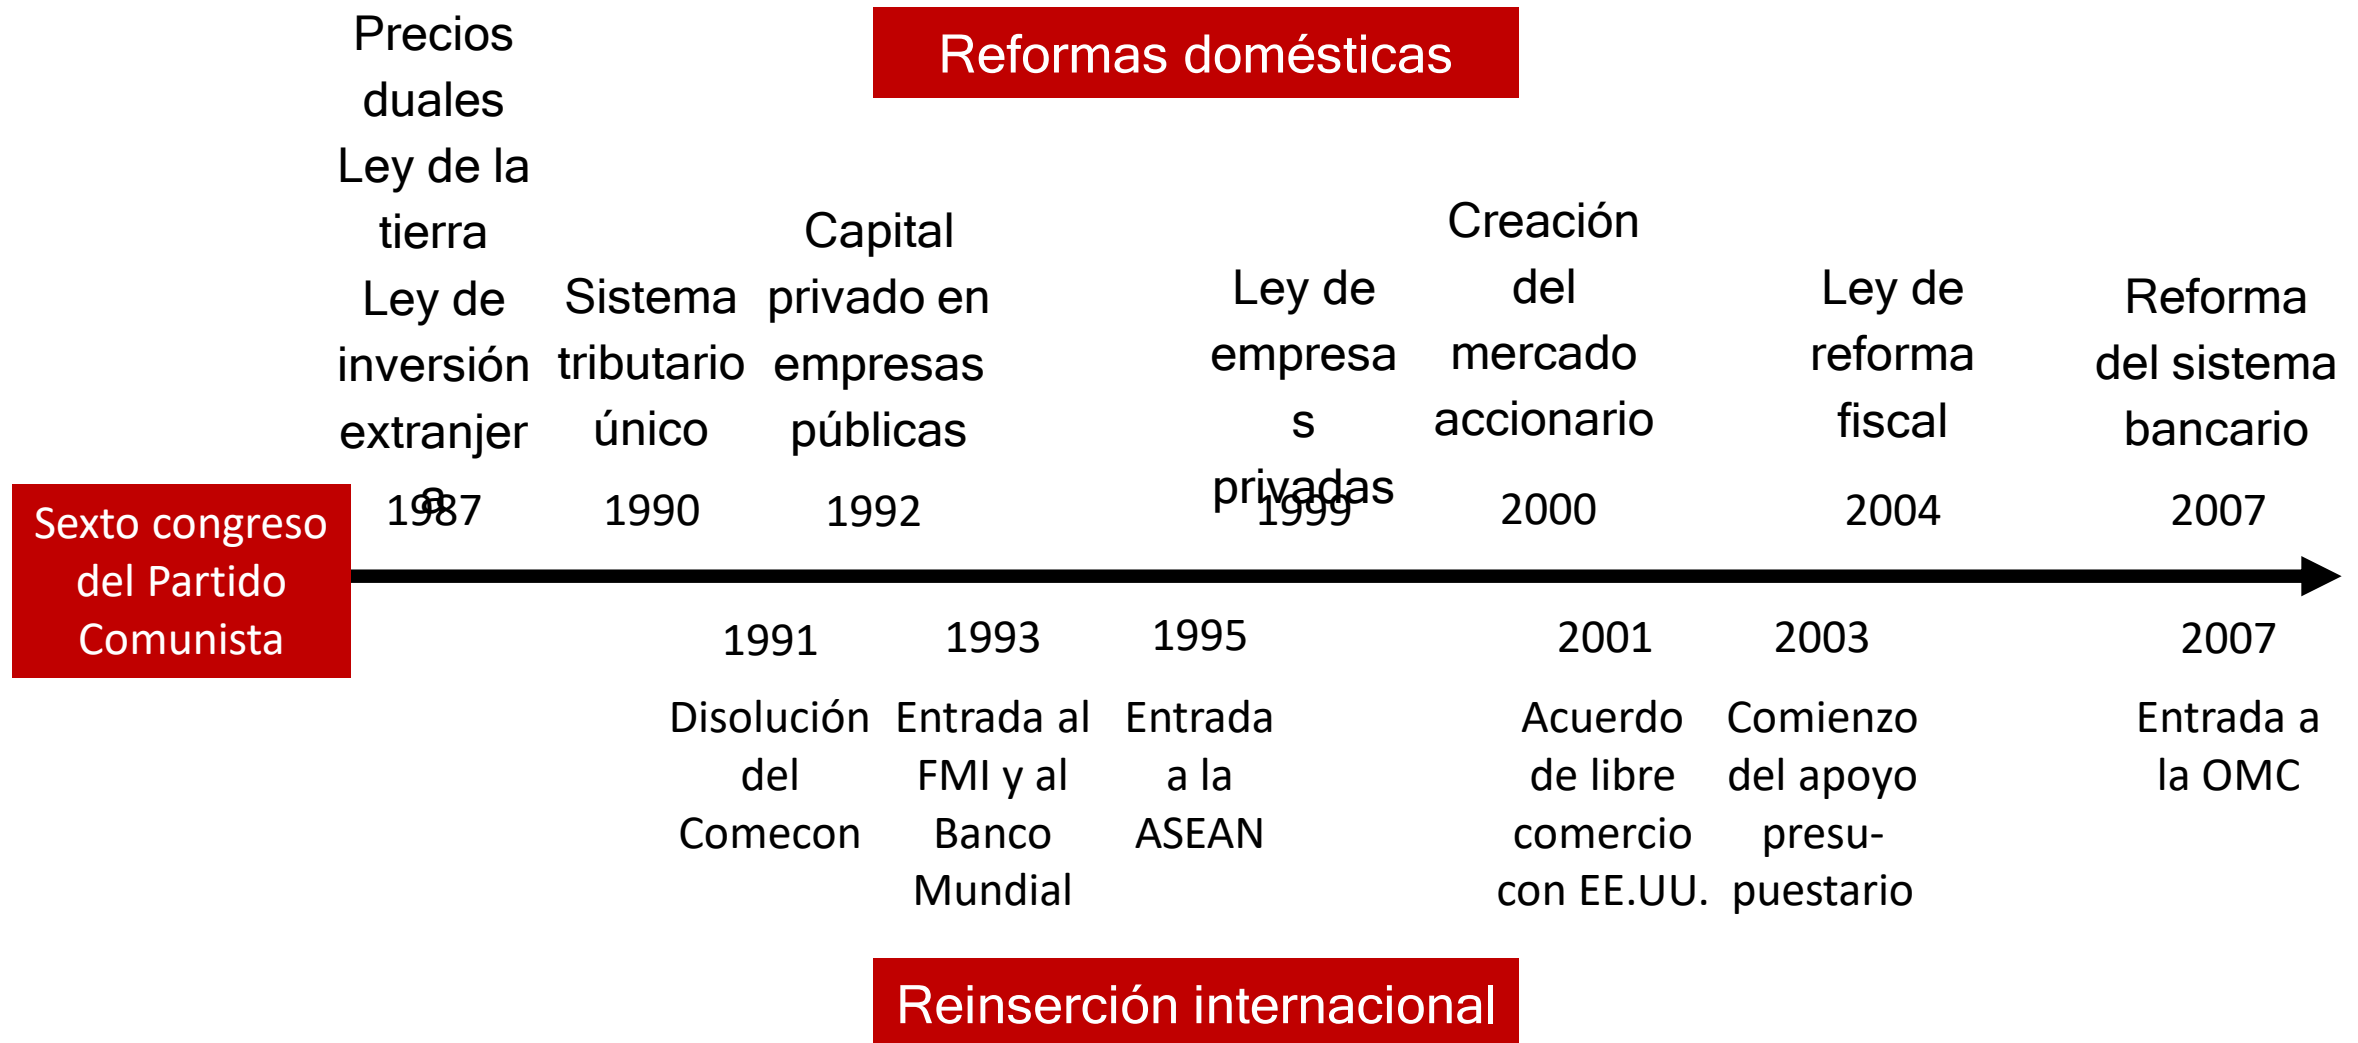 Reformas domésticas
Precios
duales
Ley de la
tierra
Ley de
inversión
extranjer
a
1987
Sistema
tributario
único
1990
Capital
privado en
empresas
públicas
1992
Ley de
empresa
s
privadas
1999
Creación
del
mercado
accionario
2000
Ley de
reforma
fiscal
2004
Reforma
del sistema
bancario
2007
Sexto congreso
del Partido
Comunista
1991
Disolución
del
Comecon
1993
Entrada al
FMI y al
Banco
Mundial
1995
Entrada
a la
ASEAN
2001
Acuerdo
de libre
comercio
con EE.UU.
2003
Comienzo
del apoyo
presu-
puestario
2007
Entrada a
la OMC
Reinserción internacional